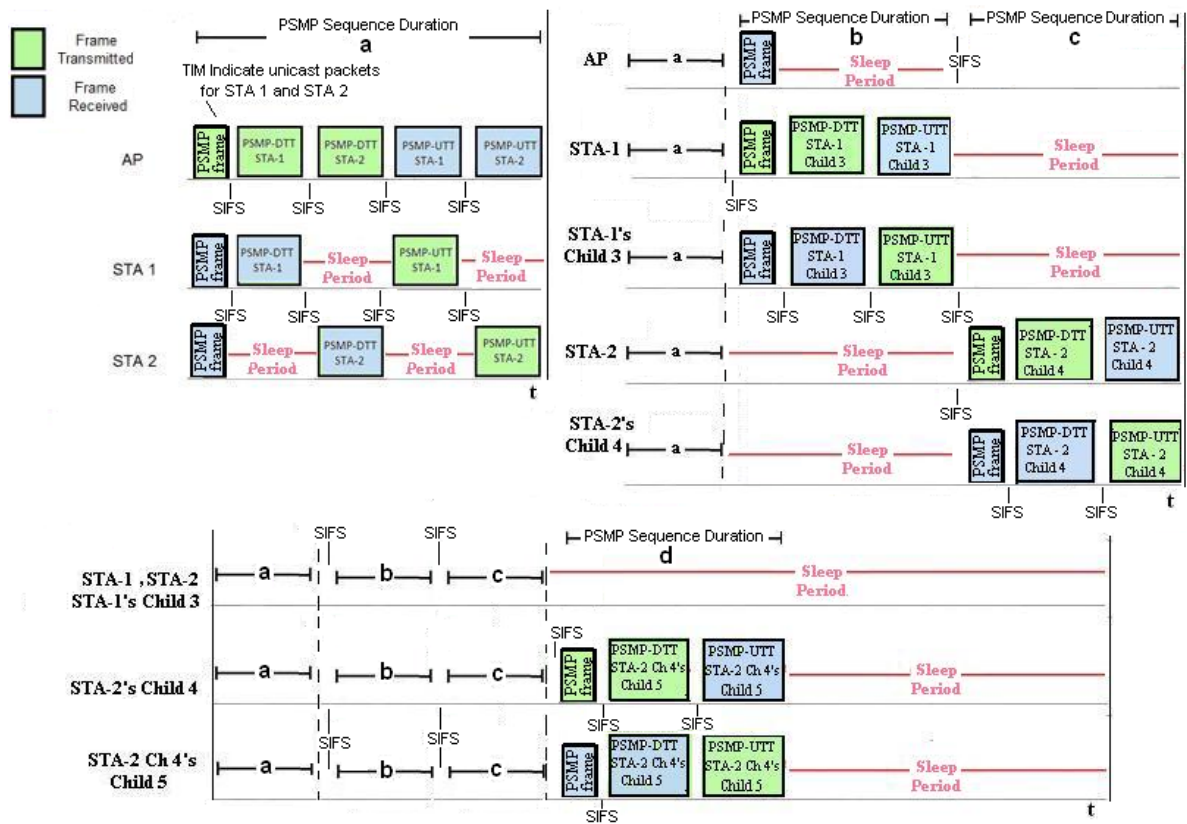 Frame
Transmitted
Frame
Received
PSMP Sequence Duration
a
TIM Indicate unicast packets
for STA 1 and STA 2
AP
PSMP
frame
PSMP-DTT
STA-1
PSMP-DTT
STA-2
PSMP-UTT
STA-1
PSMP-UTT
STA-2
SIFS
SIFS
SIFS
SIFS
STA 1
PSMP
frame
PSMP-DTT
STA-1
Sleep
Period
PSMP-UTT
STA-1
Sleep
Period
SIFS
SIFS
SIFS
SIFS
STA 2
PSMP
frame
Sleep
Period
PSMP-DTT
STA-2
Sleep
Period
PSMP-UTT
STA-2
t
PSMP Sequence Duration
b
PSMP Sequence Duration
c
AP
a
PSMP
frame
Sleep
Period
SIFS
STA-1
a
PSMP
frame
PSMP-DTT
STA-1
Child 3
PSMP-UTT
STA - 1
Child 3
Sleep
Period
SIFS
STA-1's
Child 3
a
PSMP
frame
PSMP-DTT
STA-1
Child 3
PSMP-UTT
STA-1
Child 3
Sleep
Period
SIFS
SIFS
SIFS
STA-2
a
Sleep
Period
PSMP
frame
PSMP-DTT
STA - 2
Child 4
PSMP-UTT
STA - 2
Child 4
SIFS
STA-2's
Child 4
a
Sleep
Period
PSMP
frame
PSMP-DTT
STA - 2
Child 4
PSMP-UTT
STA - 2
Child 4
t
SIFS
SIFS
SIFS
SIFS
PSMP Sequence Duration
d
STA-1 , STA-2
STA-1's Child 3
a
b
c
Sleep
Period
SIFS
STA-2's Child 4
a
b
c
PSMP
frame
PSMP-DTT
STA-2 Ch 4's
Child 5
PSMP-UTT
STA-2 Ch 4's
Child 5
Sleep
Period
SIFS
SIFS
SIFS
SIFS
STA-2 Ch 4's
Child 5
a
b
c
PSMP
frame
PSMP-DTT
STA-2 Ch 4's
Child 5
PSMP-UTT
STA-2 Ch 4's
Child 5
Sleep
Period
t
SIFS